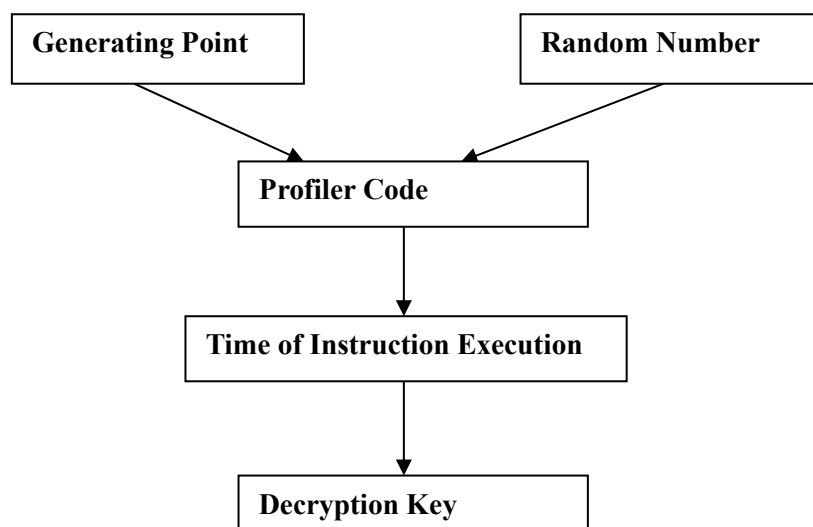 Generating Point
Random Number
Profiler Code
Time of Instruction Execution
Decryption Key